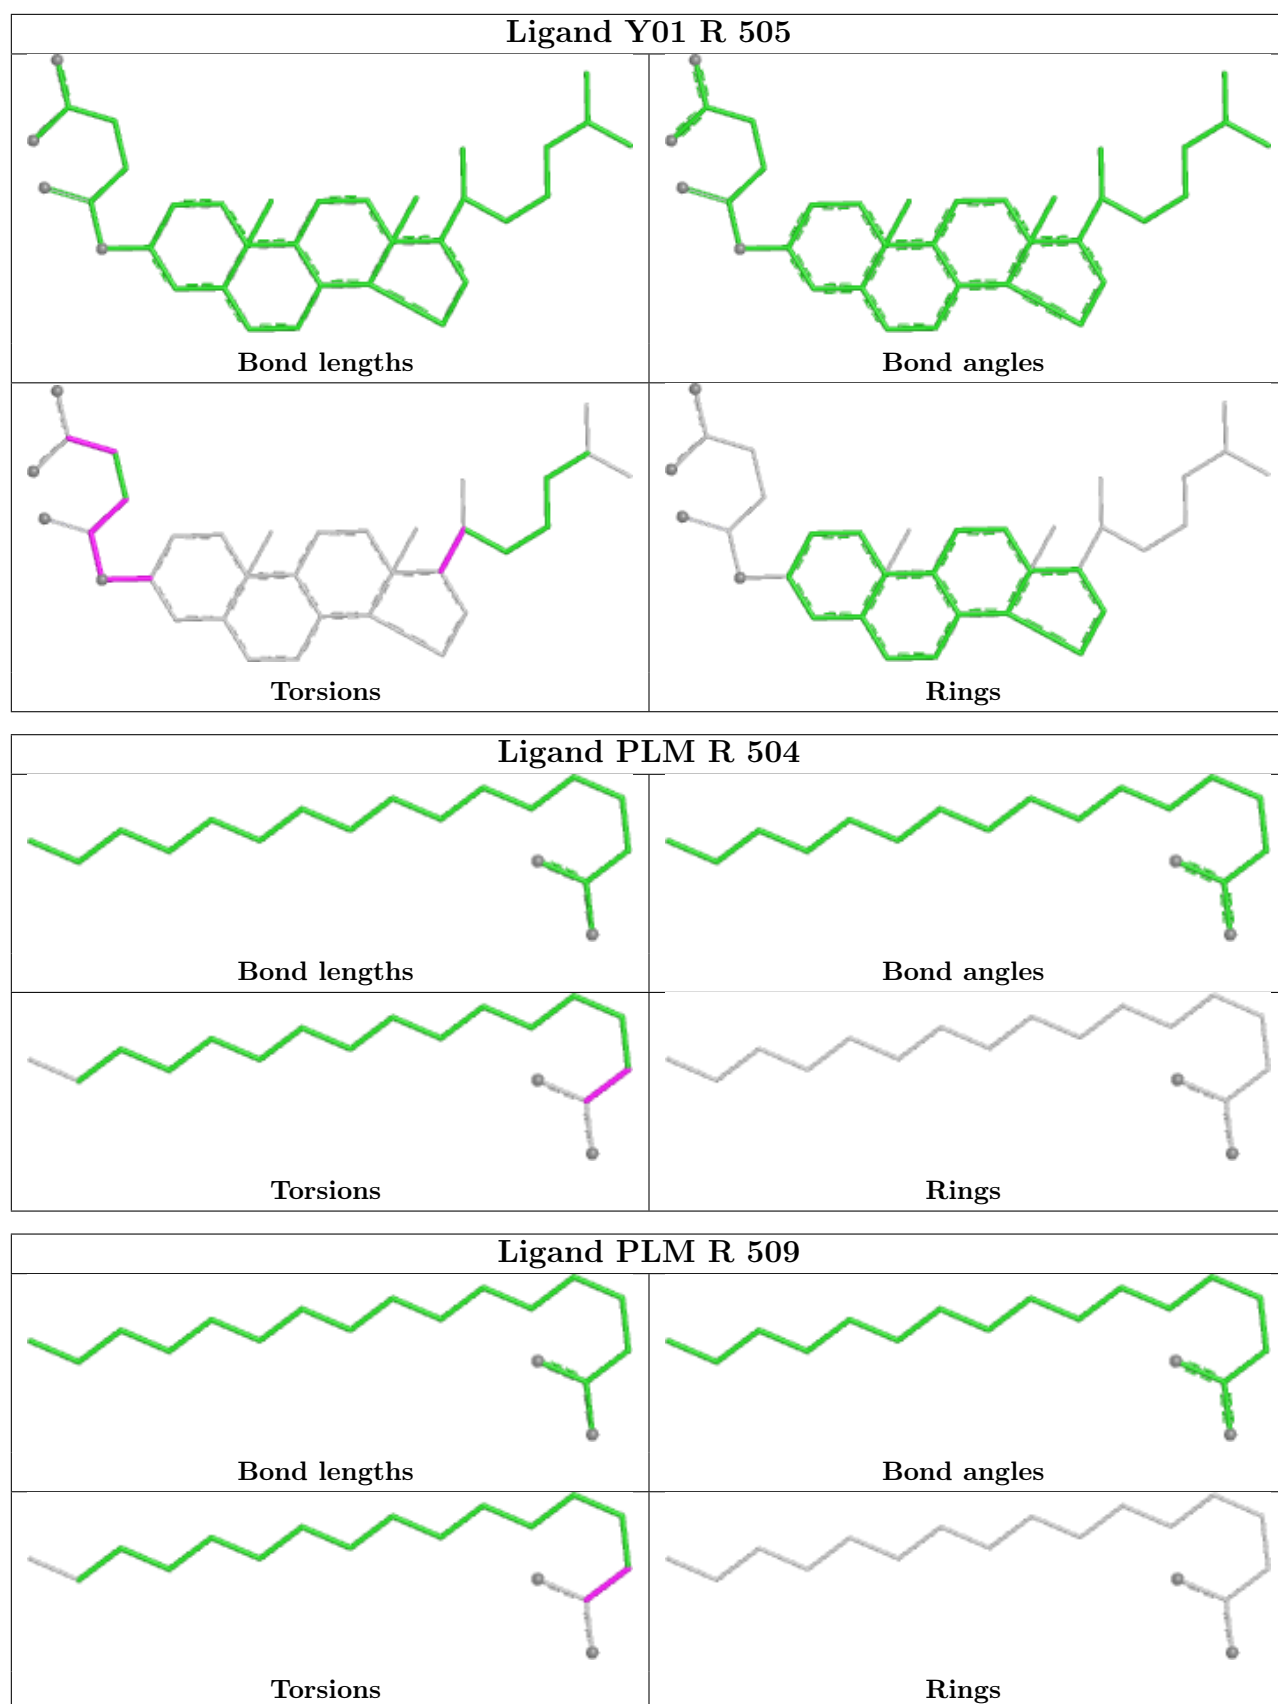 Ligand Y01 R 505
Bond lengths
Bond angles
Torsions
Rings
Ligand PLM R 504
Bond lengths
Bond angles
Torsions
Rings
Ligand PLM R 509
Bond lengths
Bond angles
Torsions
Rings